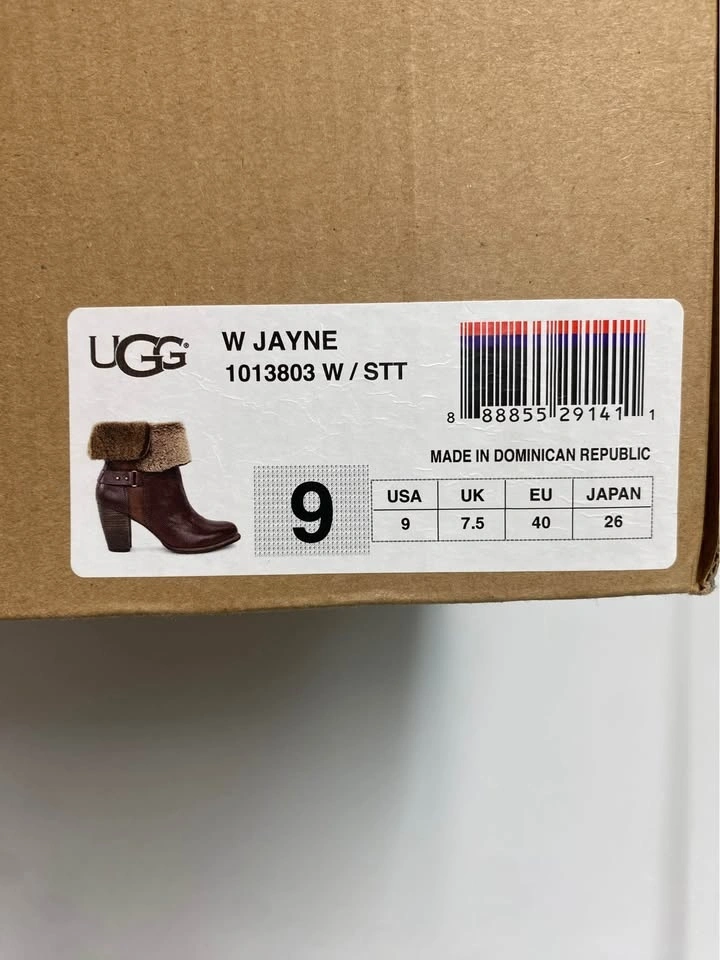 UGG®
W JAYNE
1013803 W / STT
8 88855 29141 1
MADE IN DOMINICAN REPUBLIC
9
USA UK EU JAPAN
9 7.5 40 26